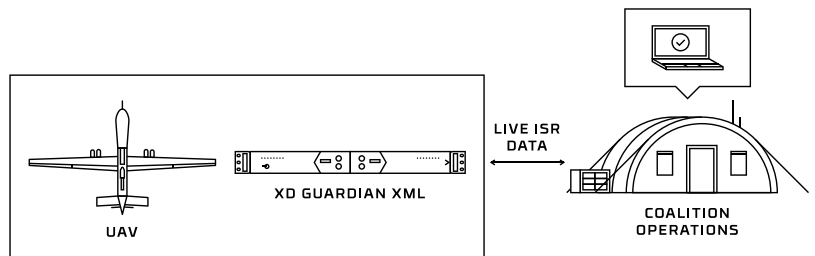 LIVE ISR
DATA
XD GUARDIAN XML
UAV
COALITION
OPERATIONS